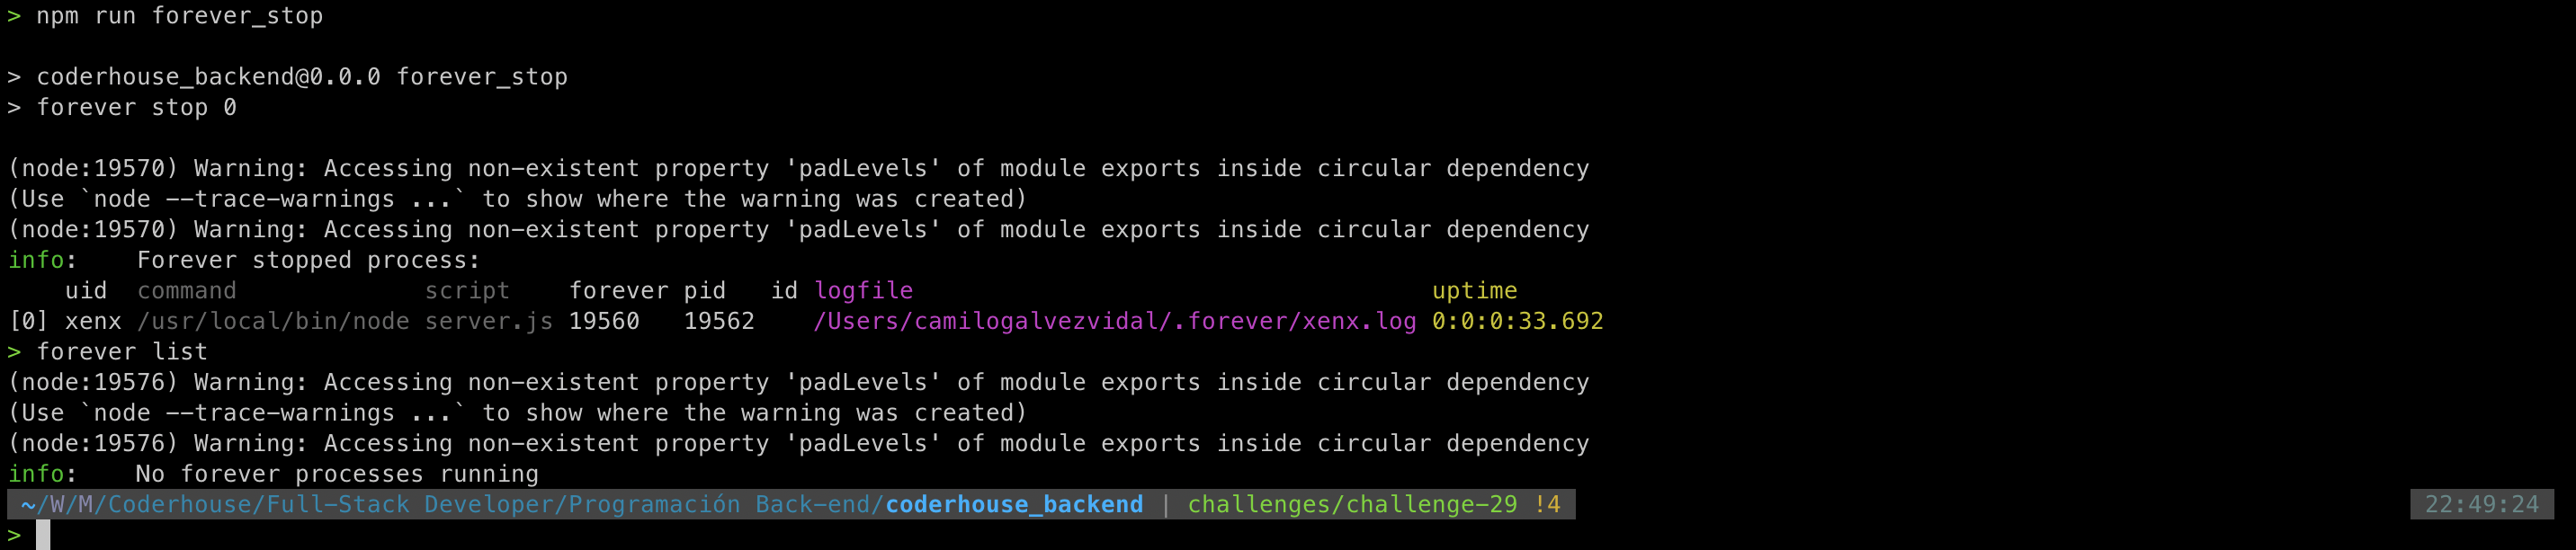 > npm run forever_stop
> coderhouse_backend@0.0.0 forever_stop
> forever stop 0
(node:19570) Warning: Accessing non-existent property 'padLevels' of module exports inside circular dependency
(Use `node --trace-warnings ...` to show where the warning was created)
(node:19570) Warning: Accessing non-existent property 'padLevels' of module exports inside circular dependency
info:    Forever stopped process:
    uid  command             script    forever pid   id logfile                                    uptime
[0] xenx /usr/local/bin/node server.js 19560   19562    /Users/camilogalvezvidal/.forever/xenx.log 0:0:0:33.692
> forever list
(node:19576) Warning: Accessing non-existent property 'padLevels' of module exports inside circular dependency
(Use `node --trace-warnings ...` to show where the warning was created)
(node:19576) Warning: Accessing non-existent property 'padLevels' of module exports inside circular dependency
info:    No forever processes running
~/W/M/Coderhouse/Full-Stack Developer/Programación Back-end/coderhouse_backend | challenges/challenge-29 !4 22:49:24
>